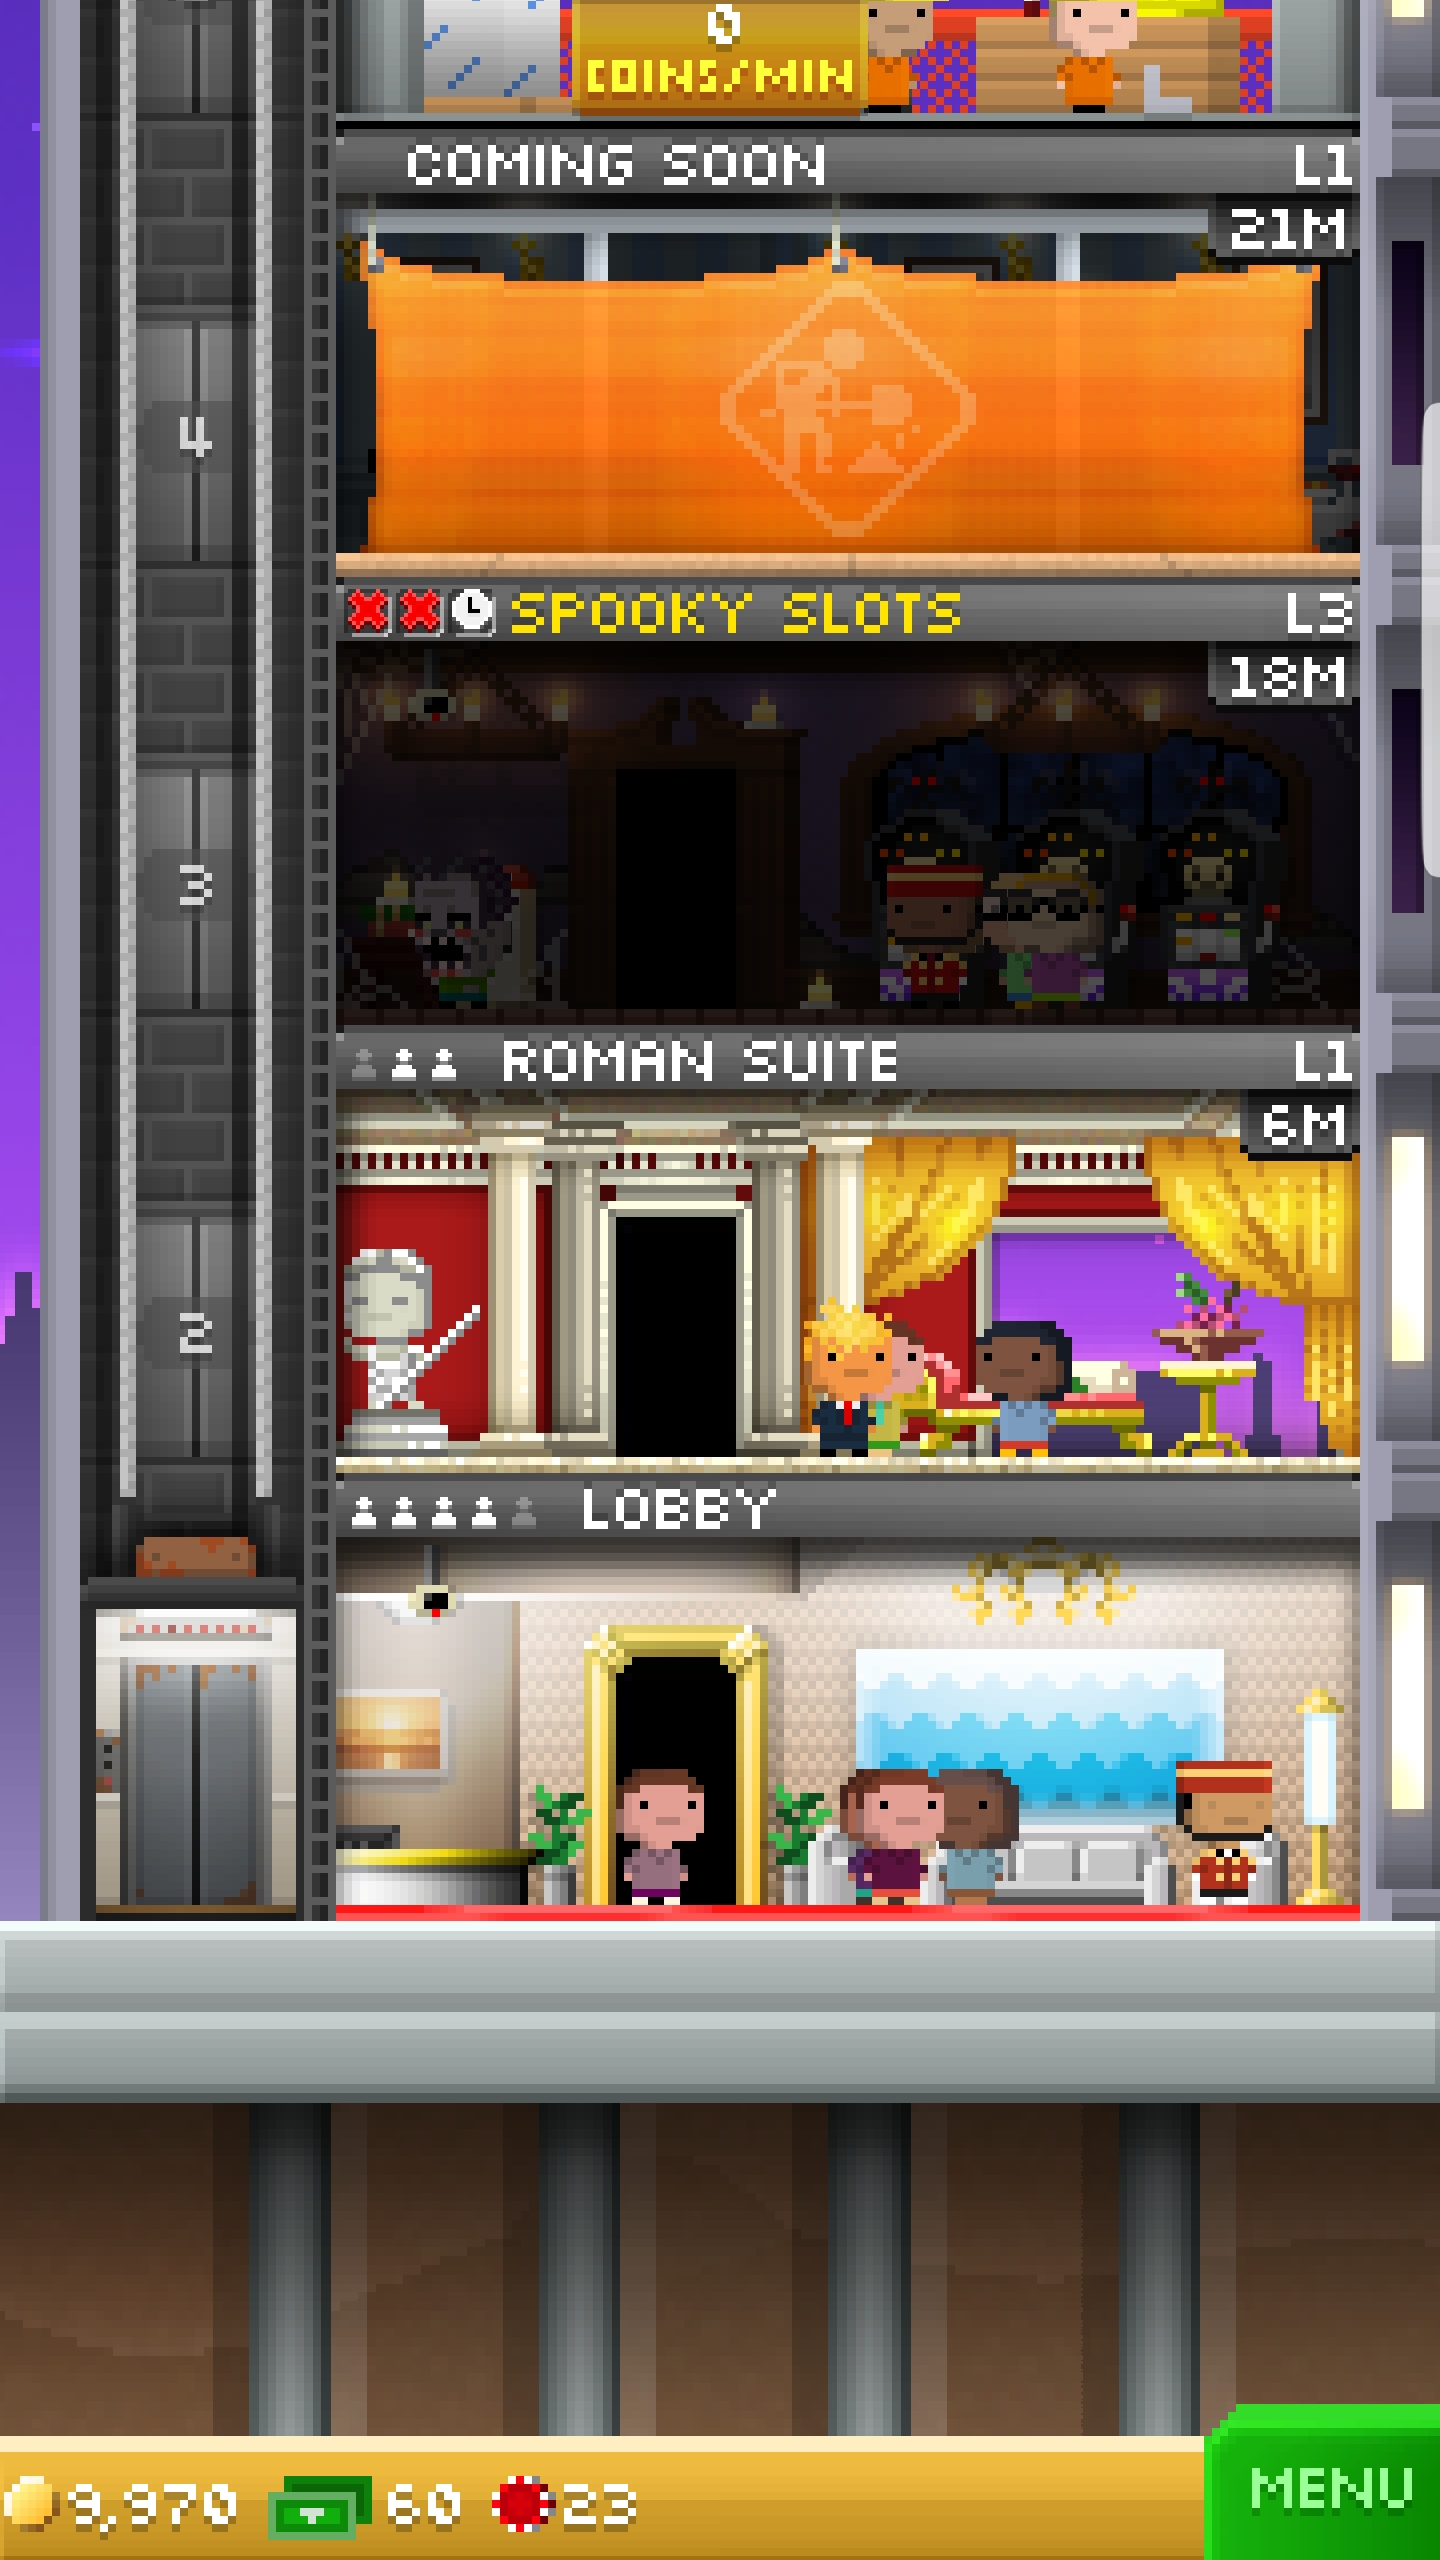 0
COINS/MIN
COMING SOON L1
21M
4
SPOOKY SLOTS L3
18M
3
ROMAN SUITE L1
6M
2
LOBBY
9,970 60 23
MENU